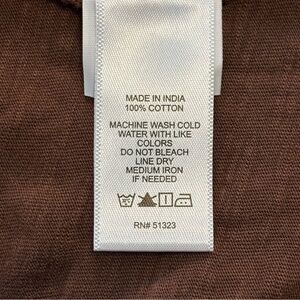 MADE IN INDIA
100% COTTON
MACHINE WASH COLD
WATER WITH LIKE
COLORS
DO NOT BLEACH
LINE DRY
MEDIUM IRON
IF NEEDED
RN# 51323